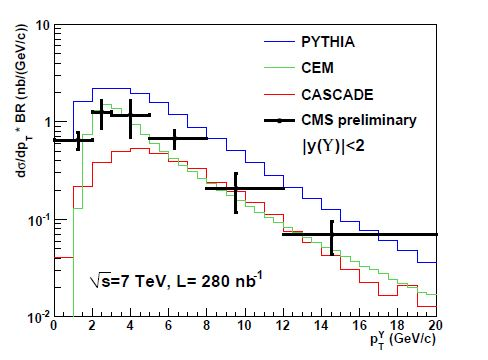 dσ/dp_T * BR (nb/(GeV/c))
10
1
10⁻¹
10⁻²
PYTHIA
CEM
CASCADE
CMS preliminary
|y(Υ)|<2
√s=7 TeV, L= 280 nb⁻¹
0 2 4 6 8 10 12 14 16 18 20
p_T^Υ (GeV/c)